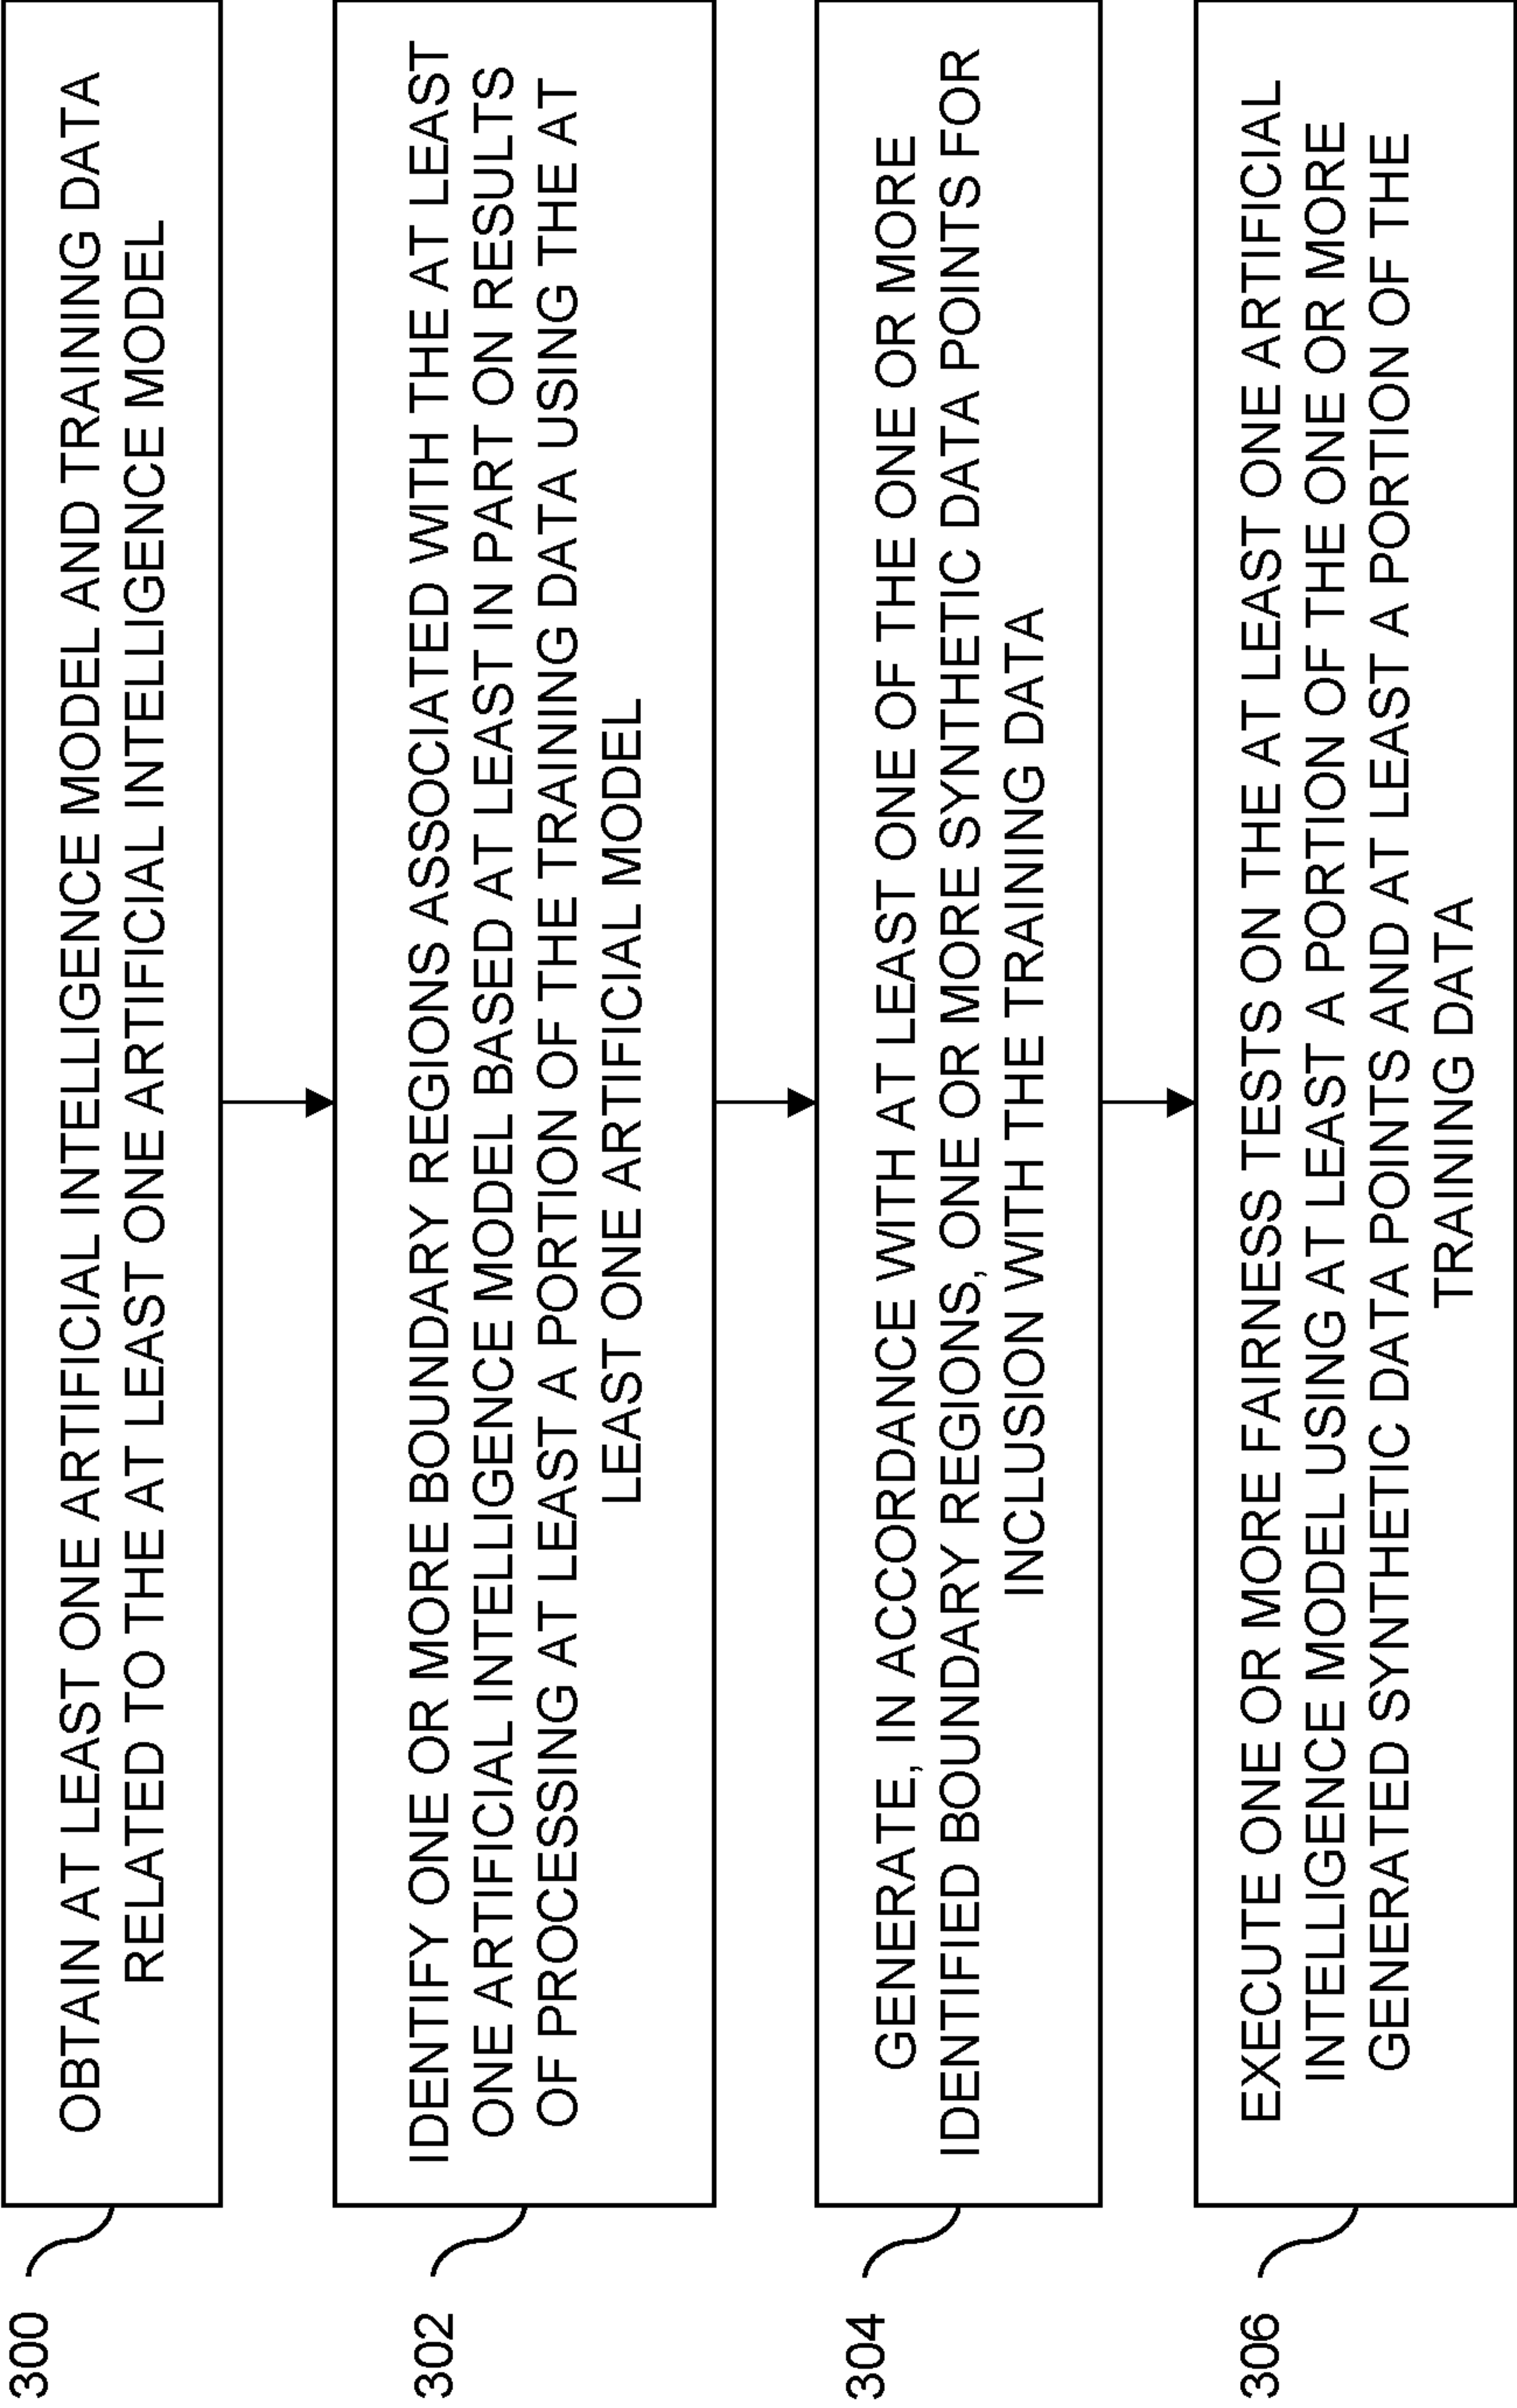 300
OBTAIN AT LEAST ONE ARTIFICIAL INTELLIGENCE MODEL AND TRAINING DATA
RELATED TO THE AT LEAST ONE ARTIFICIAL INTELLIGENCE MODEL
302
IDENTIFY ONE OR MORE BOUNDARY REGIONS ASSOCIATED WITH THE AT LEAST
ONE ARTIFICIAL INTELLIGENCE MODEL BASED AT LEAST IN PART ON RESULTS
OF PROCESSING AT LEAST A PORTION OF THE TRAINING DATA USING THE AT
LEAST ONE ARTIFICIAL MODEL
304
GENERATE, IN ACCORDANCE WITH AT LEAST ONE OF THE ONE OR MORE
IDENTIFIED BOUNDARY REGIONS, ONE OR MORE SYNTHETIC DATA POINTS FOR
INCLUSION WITH THE TRAINING DATA
306
EXECUTE ONE OR MORE FAIRNESS TESTS ON THE AT LEAST ONE ARTIFICIAL
INTELLIGENCE MODEL USING AT LEAST A PORTION OF THE ONE OR MORE
GENERATED SYNTHETIC DATA POINTS AND AT LEAST A PORTION OF THE
TRAINING DATA